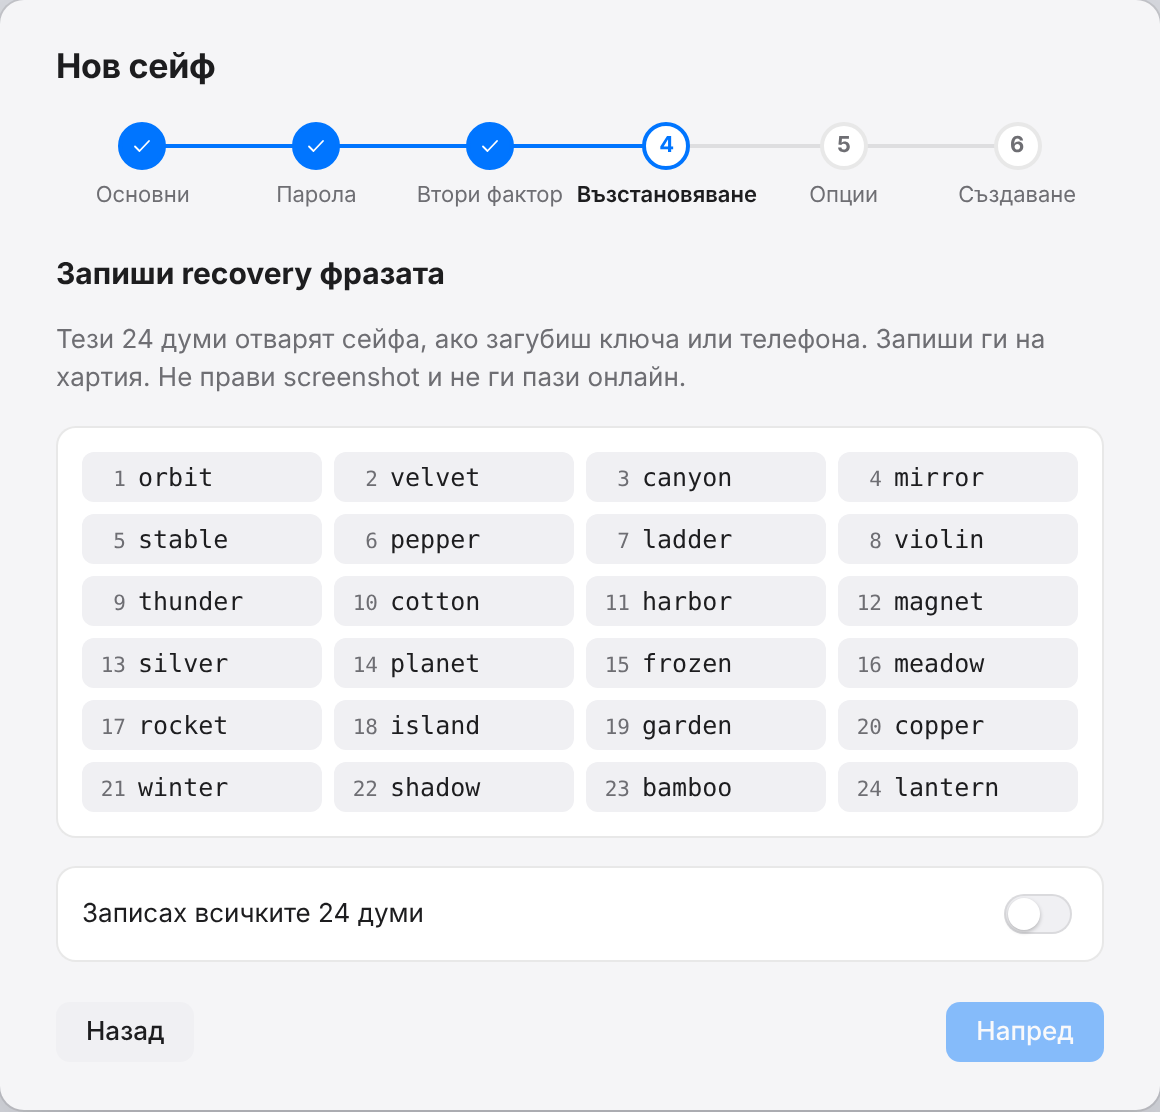 Нов сейф
4 5 6
Основни Парола Втори фактор Възстановяване Опции Създаване
Запиши recovery фразата
Тези 24 думи отварят сейфа, ако загубиш ключа или телефона. Запиши ги на
хартия. Не прави screenshot и не ги пази онлайн.
1 orbit 2 velvet 3 canyon 4 mirror
5 stable 6 pepper 7 ladder 8 violin
9 thunder 10 cotton 11 harbor 12 magnet
13 silver 14 planet 15 frozen 16 meadow
17 rocket 18 island 19 garden 20 copper
21 winter 22 shadow 23 bamboo 24 lantern
Записах всичките 24 думи
Назад Напред